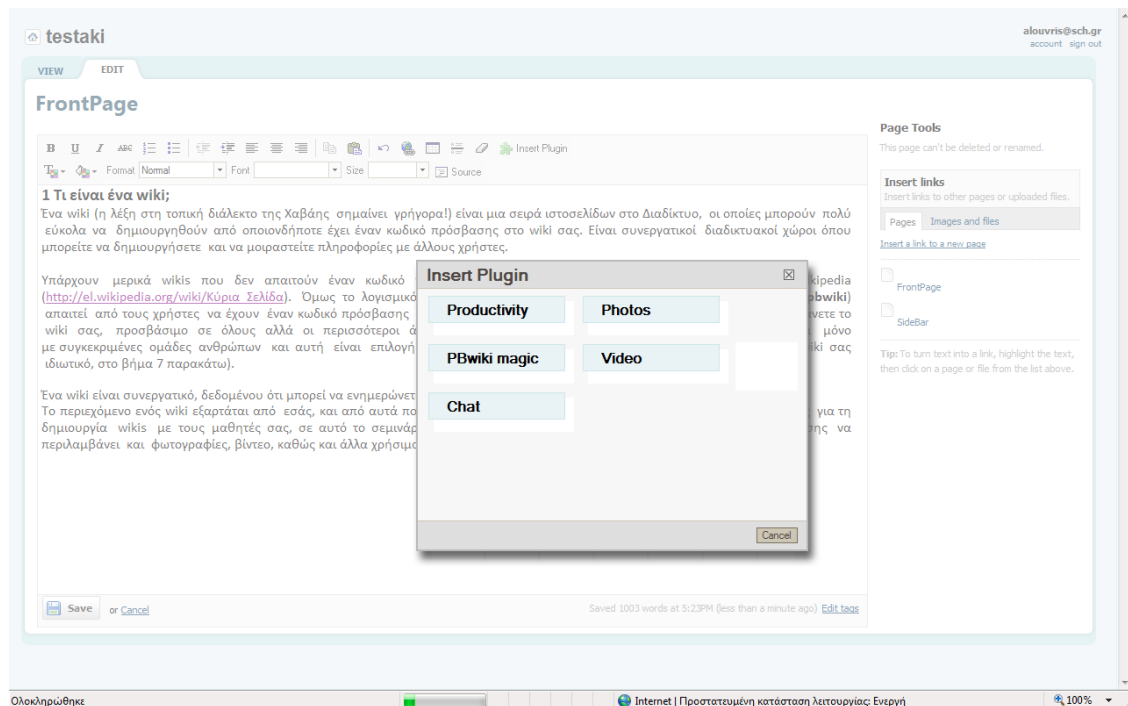 testaki
alouvris@sch.gr
account sign out
VIEW EDIT
FrontPage
B U I ABC Insert Plugin
Format Normal Font Size Source
1 Τι είναι ένα wiki;
Ένα wiki (η λέξη στη τοπική διάλεκτο της Χαβάης σημαίνει γρήγορα!) είναι μια σειρά ιστοσελίδων στο Διαδίκτυο, οι οποίες μπορούν πολύ
εύκολα να δημιουργηθούν από οποιονδήποτε έχει έναν κωδικό πρόσβασης στο wiki σας. Είναι συνεργατικοί διαδικτυακοί χώροι όπου
μπορείτε να δημιουργήσετε και να μοιραστείτε πληροφορίες με άλλους χρήστες.
Υπάρχουν μερικά wikis που δεν απαιτούν έναν κωδικό kipedia
(http://el.wikipedia.org/wiki/Κύρια_Σελίδα). Όμως το λογισμικό bwiki)
απαιτεί από τους χρήστες να έχουν έναν κωδικό πρόσβασης νετε το
wiki σας, προσβάσιμο σε όλους αλλά οι περισσότεροι ά μόνο
με συγκεκριμένες ομάδες ανθρώπων και αυτή είναι επιλογή iki σας
ιδιωτικό, στο βήμα 7 παρακάτω).
Ένα wiki είναι συνεργατικό, δεδομένου ότι μπορεί να ενημερώνετ
Το περιεχόμενο ενός wiki εξαρτάται από εσάς, και από αυτά πο ς για τη
δημιουργία wikis με τους μαθητές σας, σε αυτό το σεμινάρ σης να
περιλαμβάνει και φωτογραφίες, βίντεο, καθώς και άλλα χρήσιμα
Insert Plugin
Productivity Photos
PBwiki magic Video
Chat
Cancel
Save or Cancel
Saved 1003 words at 5:23PM (less than a minute ago) Edit tags
Page Tools
This page can't be deleted or renamed.
Insert links
Insert links to other pages or uploaded files.
Pages Images and files
Insert a link to a new page
FrontPage
SideBar
Tip: To turn text into a link, highlight the text,
then click on a page or file from the list above.
Ολοκληρώθηκε
Internet | Προστατευμένη κατάσταση λειτουργίας: Ενεργή
100%